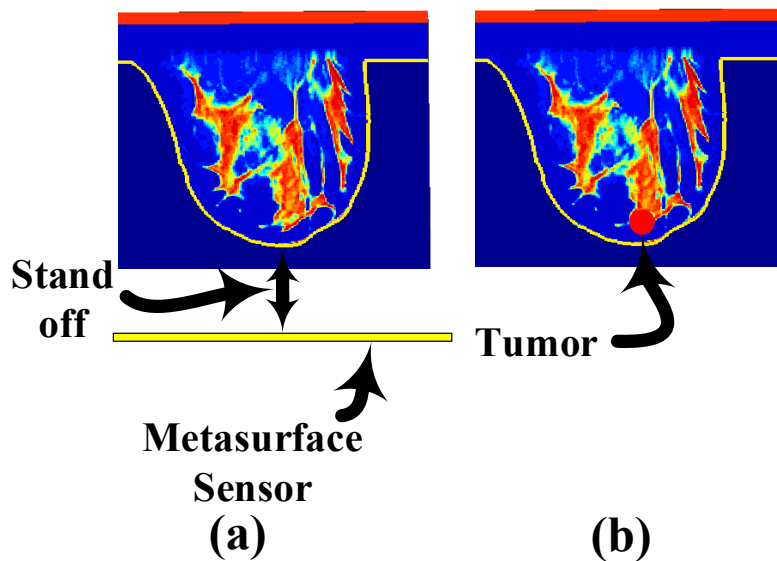 Stand
off
Tumor
Metasurface
Sensor
(a)
(b)